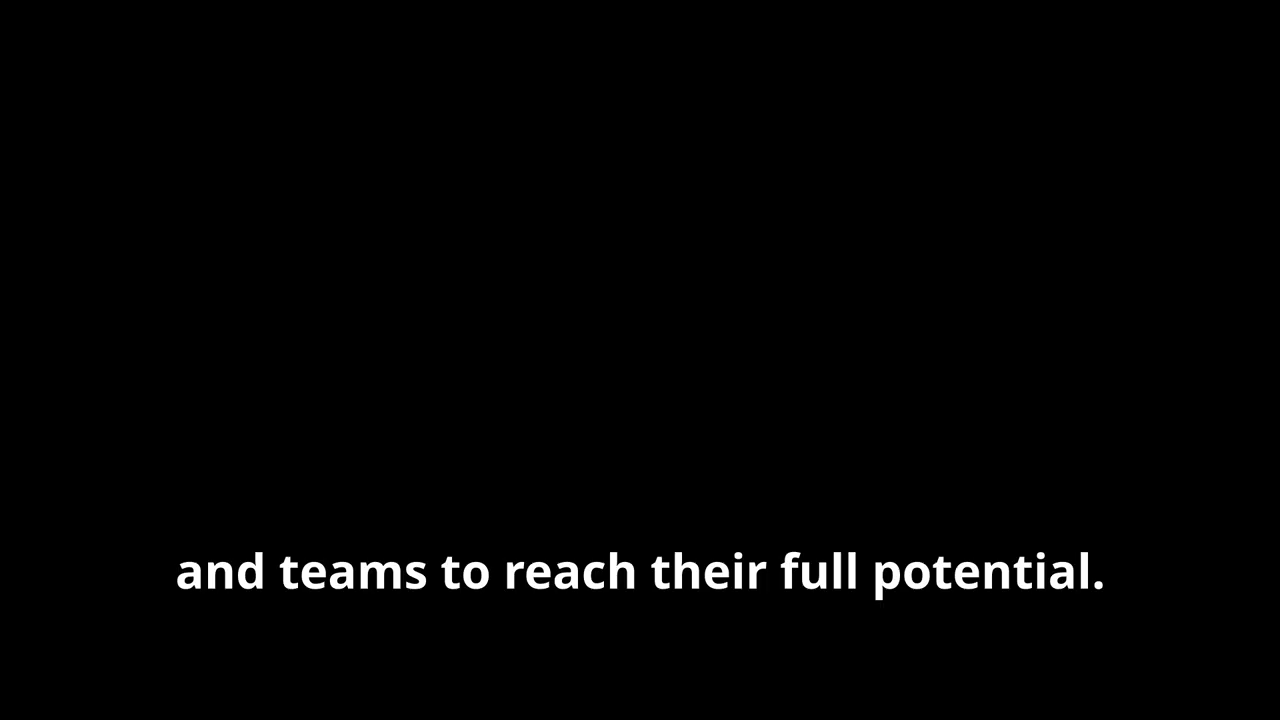 and teams to reach their full potential.